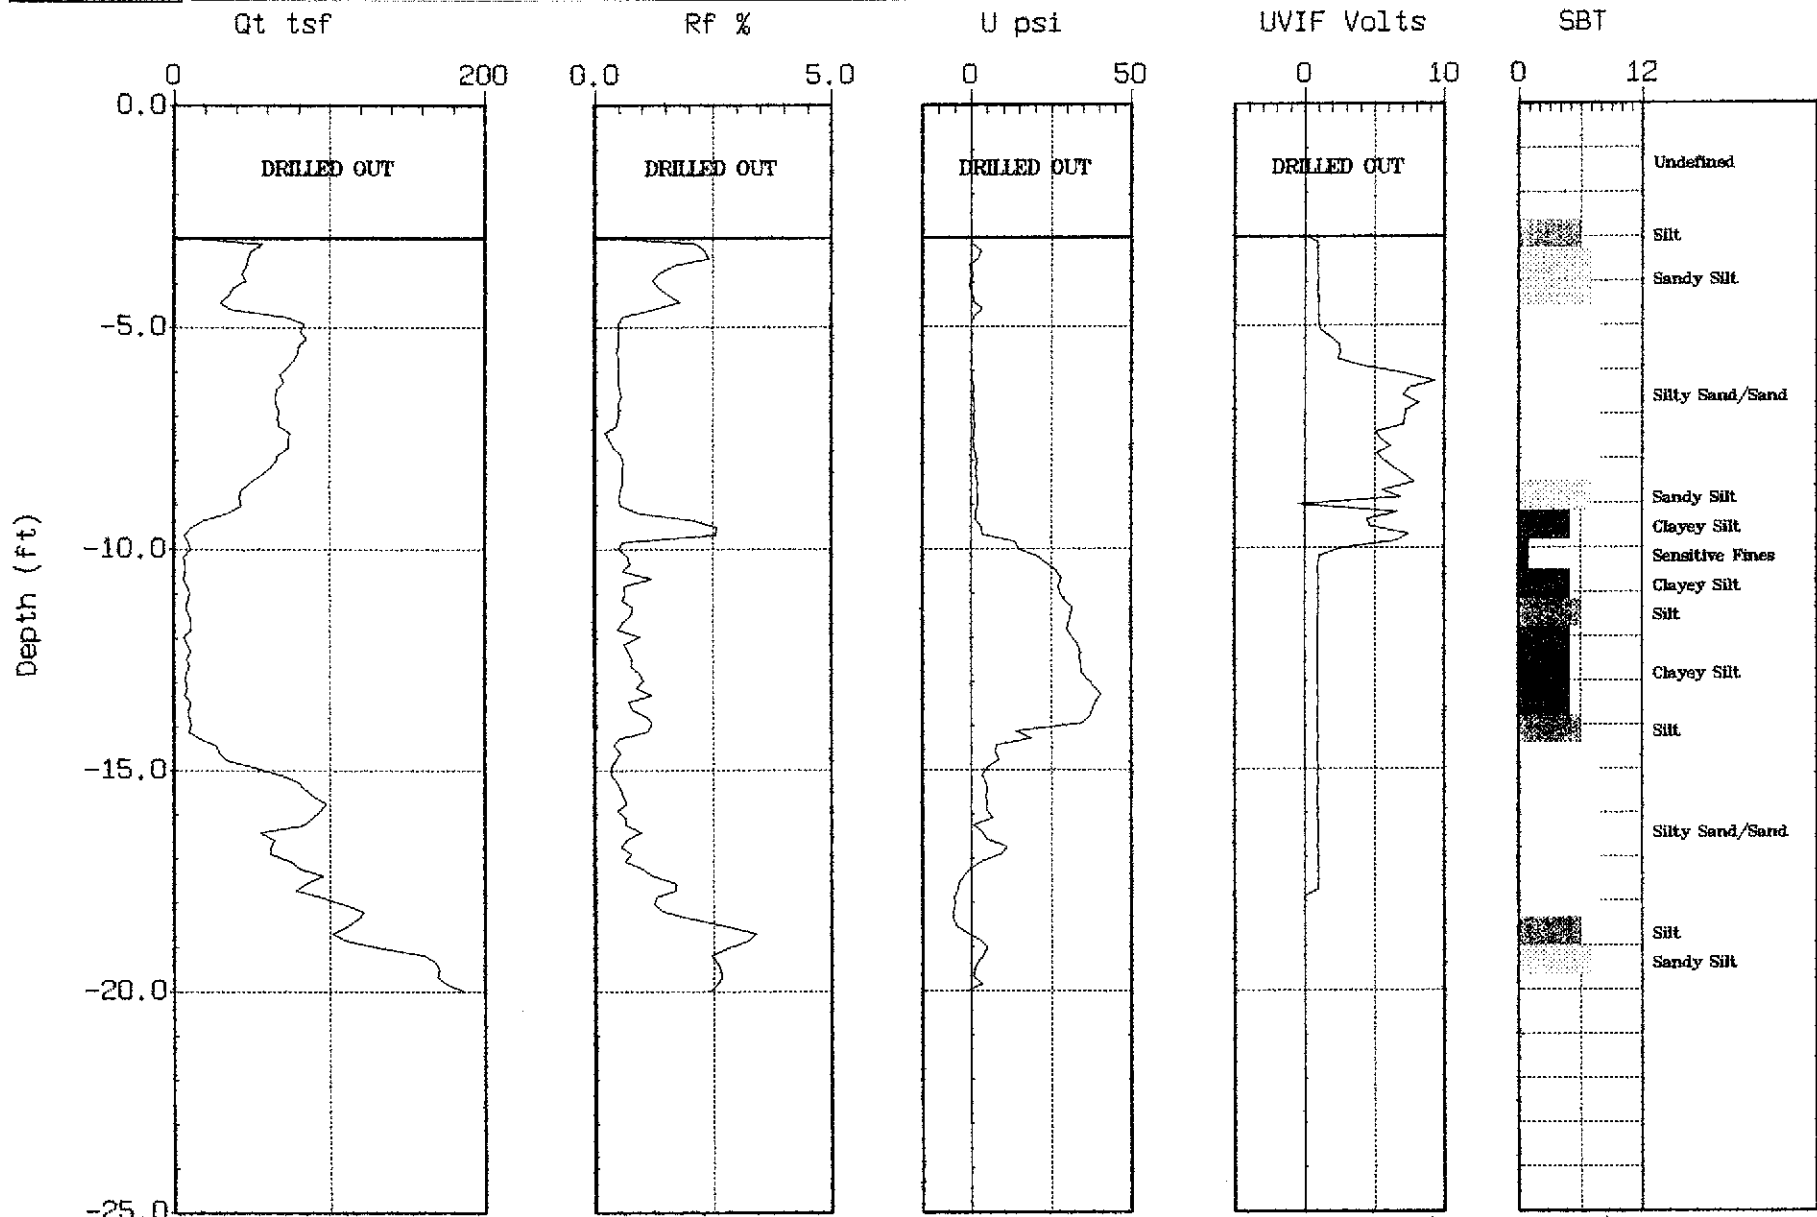 Qt tsf Rf % U psi UVIF Volts SBT
0 200 0.0 5.0 0 50 0 10 0 12
0.0
DRILLED OUT DRILLED OUT DRILLED OUT DRILLED OUT
Undefined
Silt
Sandy Silt
-5.0
Silty Sand/Sand
Sandy Silt
Clayey Silt
-10.0
Sensitive Fines
Clayey Silt
Silt
Depth (ft)
Clayey Silt
Silt
-15.0
Silty Sand/Sand
Silt
Sandy Silt
-20.0
-25.0